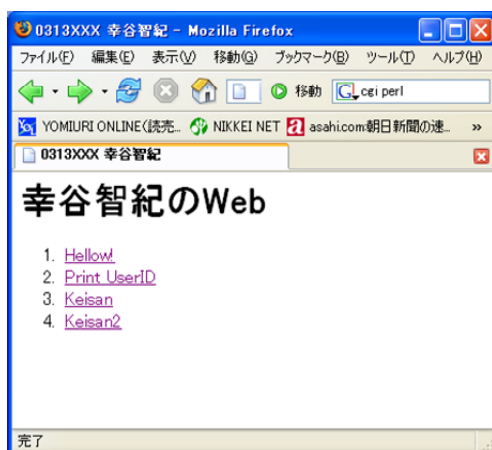 0313XXX 幸谷智紀 - Mozilla Firefox
ファイル(F) 編集(E) 表示(V) 移動(G) ブックマーク(B) ツール(T) ヘルプ(H)
移動 G cgi perl
YOMIURI ONLINE(読売... NIKKEI NET asahi.com:朝日新聞の速... »
0313XXX 幸谷智紀
幸谷智紀のWeb
1. Hellow!
2. Print UserID
3. Keisan
4. Keisan2
完了